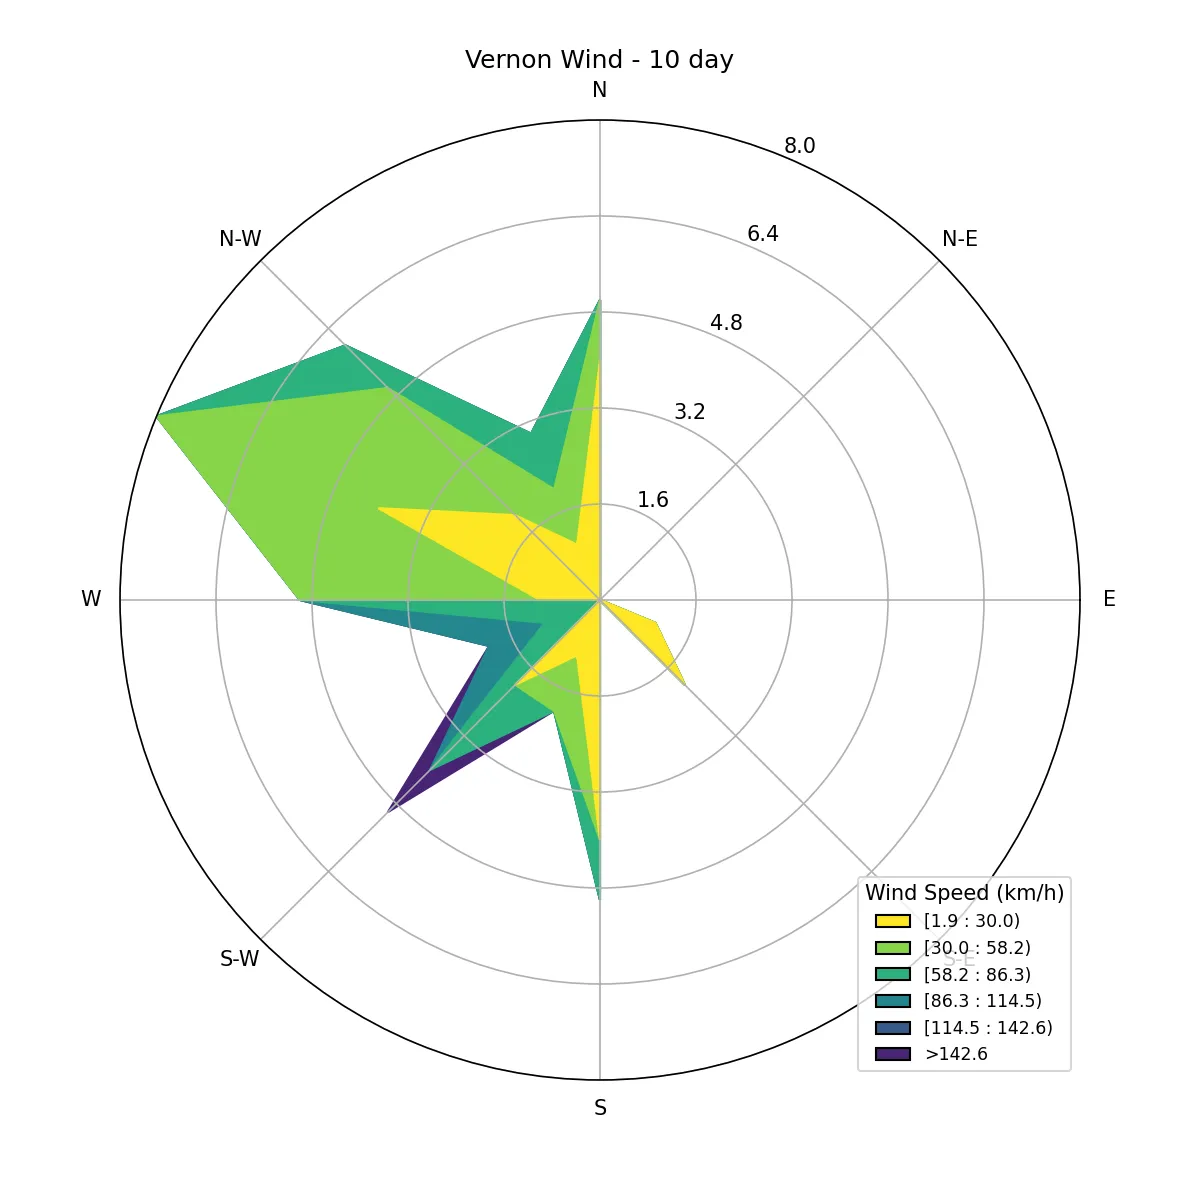 Vernon Wind - 10 day
N
8.0
N-W
N-E
6.4
4.8
3.2
1.6
W
E
S-W
S-E
Wind Speed (km/h)
[1.9 : 30.0)
[30.0 : 58.2)
[58.2 : 86.3)
[86.3 : 114.5)
[114.5 : 142.6)
>142.6
S